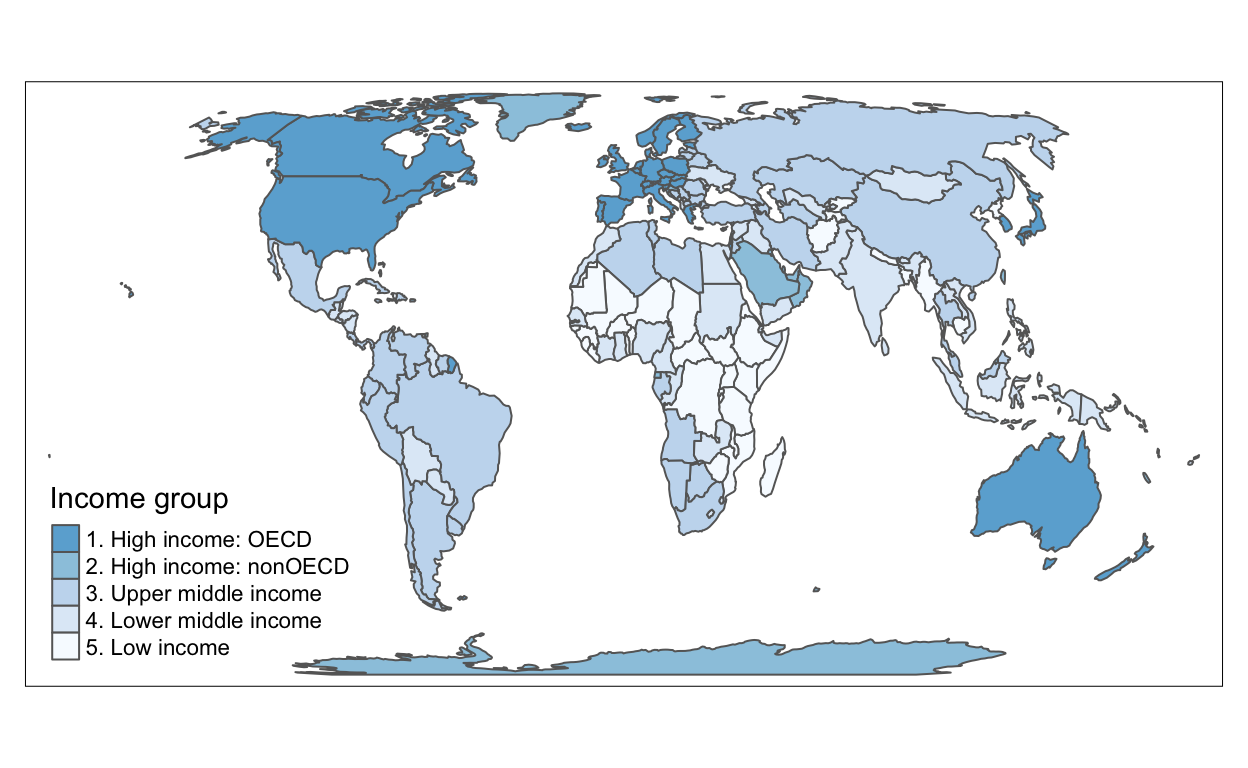 Income group
1. High income: OECD
2. High income: nonOECD
3. Upper middle income
4. Lower middle income
5. Low income